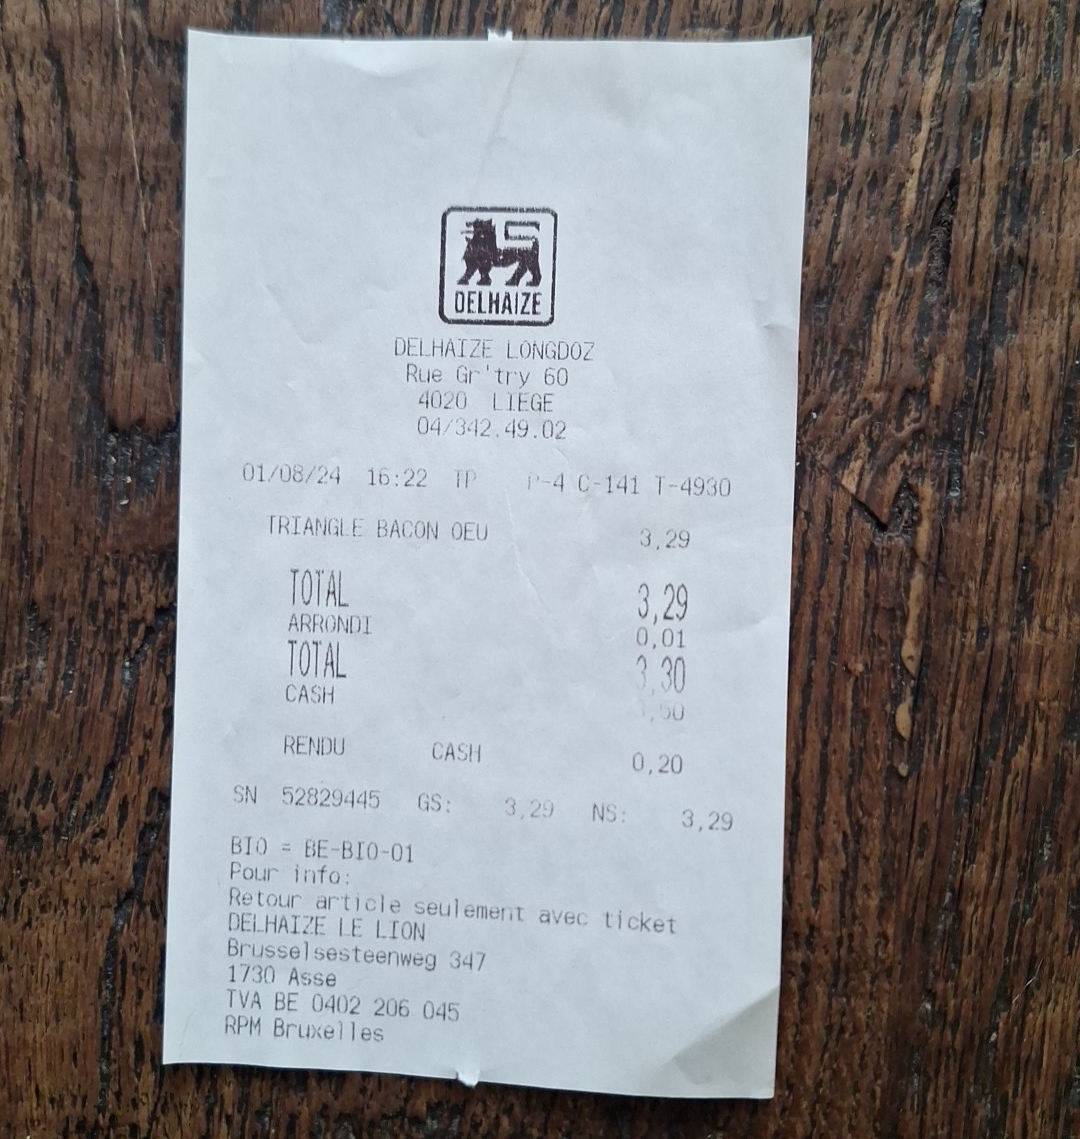 DELHAIZE
DELHAIZE LONGDOZ
Rue Gr'try 60
4020 LIEGE
04/342.49.02
01/08/24 16:22 TP P-4 C-141 T-4930
TRIANGLE BACON OEU 3,29
TOTAL 3,29
ARRONDI 0,01
TOTAL 3,30
CASH
RENDU CASH 0,20
SN 52829445 GS: 3,29 NS: 3,29
BIO = BE-BIO-01
Pour info:
Retour article seulement avec ticket
DELHAIZE LE LION
Brusselsesteenweg 347
1730 Asse
TVA BE 0402 206 045
RPM Bruxelles